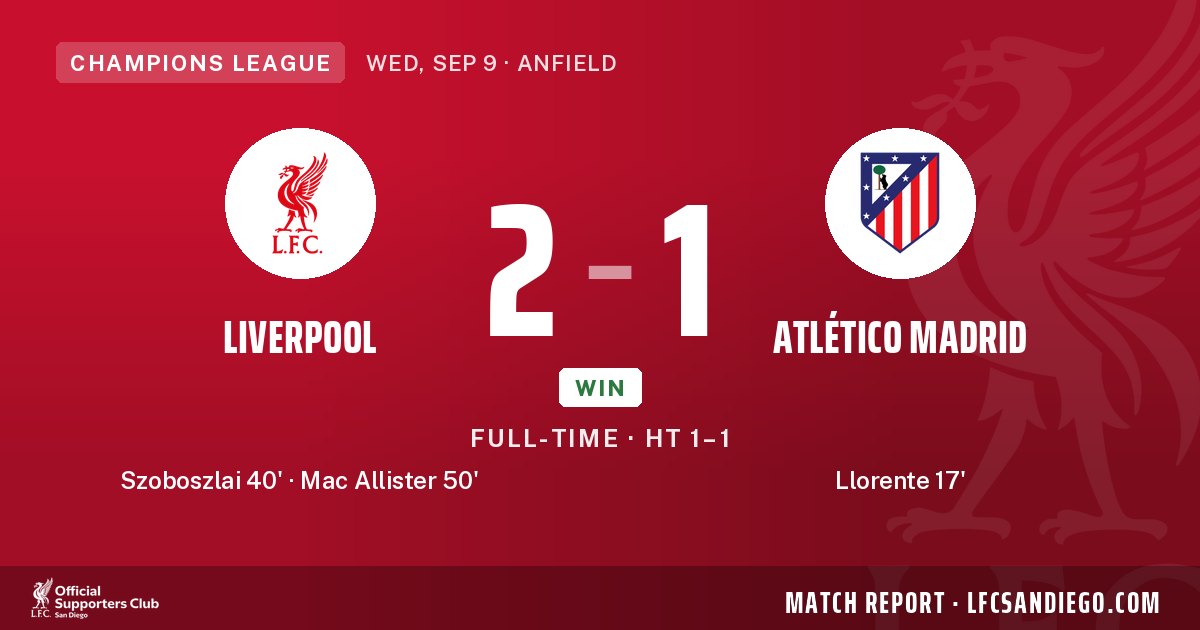 CHAMPIONS LEAGUE WED, SEP 9 · ANFIELD
L.F.C.
2 – 1
LIVERPOOL ATLÉTICO MADRID
WIN
FULL-TIME · HT 1–1
Szoboszlai 40' · Mac Allister 50' Llorente 17'
L.F.C. Official
Supporters Club
San Diego
MATCH REPORT · LFCSANDIEGO.COM